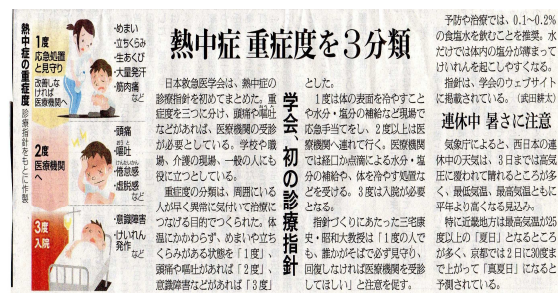 熱中症 重症度を3分類
学会 初の診療指針
熱中症の重症度
診療指針をもとに作製
1度
応急処置
と見守り
改善しな
ければ医
療機関へ
・めまい
・立ちくらみ
・生あくび
・大量発汗
・筋肉痛
など
2度
医療機関
へ
・頭痛
・嘔吐
・倦怠感
けんたいかん
・虚脱感
など
3度
入院
・意識障害
・けいれん
発作
など
日本救急医学会は、熱中症の
診療指針を初めてまとめた。重
症度を三つに分け、頭痛や嘔吐
などがあれば、医療機関の受診
が必要としている。学校や職
場、介護の現場、一般の人にも
役に立つとしている。
重症度の分類は、周囲にいる
人が早く異常に気付いて治療に
つなげる目的でつくられた。体
温にかかわらず、めまいや立ち
くらみがある状態を「1度」、
頭痛や嘔吐があれば「2度」、
意識障害などがあれば「3度」
とした。
1度は体の表面を冷やすこと
や水分・塩分の補給など現場で
応急手当てをし、2度以上は医
療機関へ連れて行く。医療機関
では経口か点滴による水分・塩
分の補給や、体を冷やす処置な
どを受ける。3度は入院が必要
となる。
指針づくりにあたった三宅康
史・昭和大教授は「1度の人で
も、誰かがそばで必ず見守り、
回復しなければ医療機関を受診
してほしい」と注意を促す。
予防や治療では、0.1〜0.2%
の食塩水を飲むことを推奨。水
だけでは体内の塩分が薄まって
けいれんを起こしやすくなる。
指針は、学会のウェブサイト
に掲載されている。(武田耕太)
連休中 暑さに注意
気象庁によると、西日本の連
休中の天気は、3日までは高気
圧に覆われて晴れるところが多
く、最低気温、最高気温ともに
平年より高くなる見込み。
特に近畿地方は最高気温が25
度以上の「夏日」となるところ
が多く、京都では2日に30度ま
で上がって「真夏日」になると
予測されている。